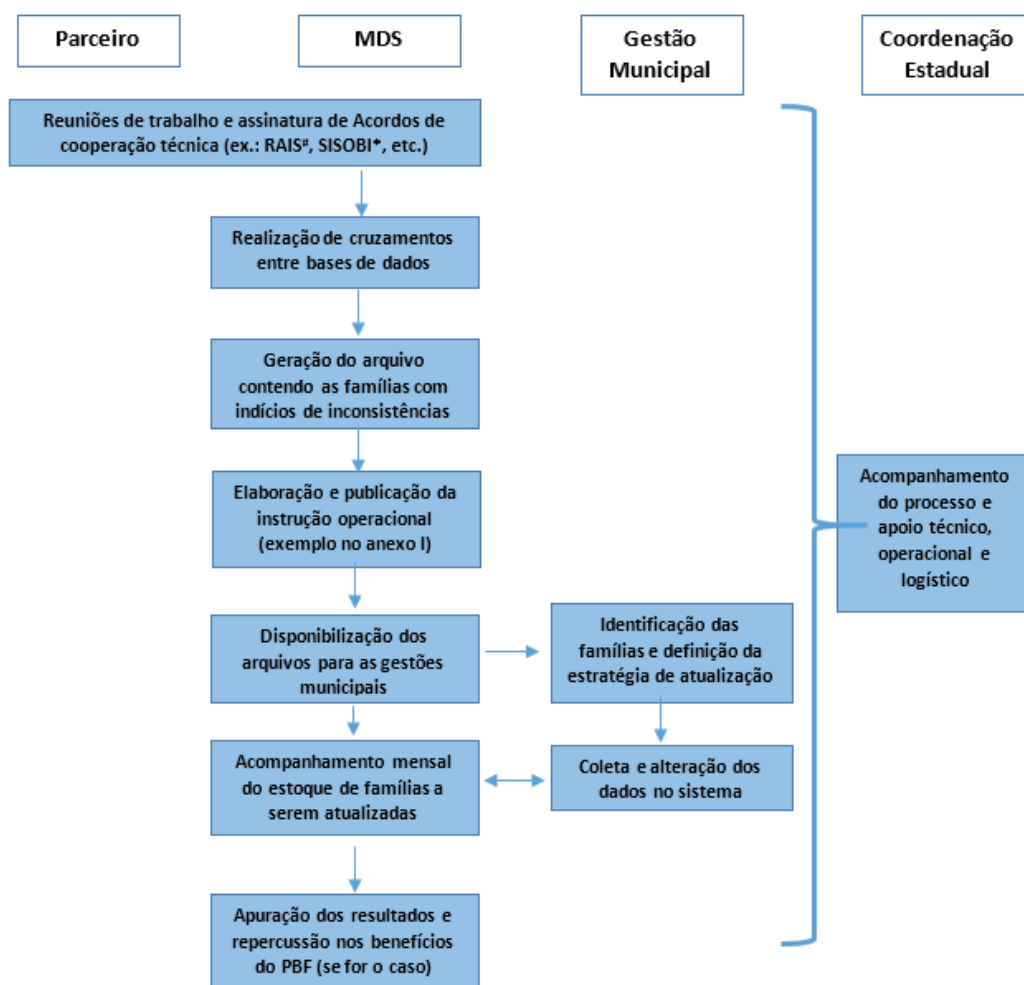 Parceiro
MDS
Gestão
Municipal
Coordenação
Estadual
Reuniões de trabalho e assinatura de Acordos de
cooperação técnica (ex.: RAIS#, SISOBI*, etc.)
Realização de cruzamentos
entre bases de dados
Geração do arquivo
contendo as famílias com
indícios de inconsistências
Elaboração e publicação da
instrução operacional
(exemplo no anexo I)
Disponibilização dos
arquivos para as gestões
municipais
Identificação das
famílias e definição da
estratégia de atualização
Acompanhamento
do processo e
apoio técnico,
operacional e
logístico
Acompanhamento mensal
do estoque de famílias a
serem atualizadas
Coleta e alteração dos
dados no sistema
Apuração dos resultados e
repercussão nos benefícios
do PBF (se for o caso)